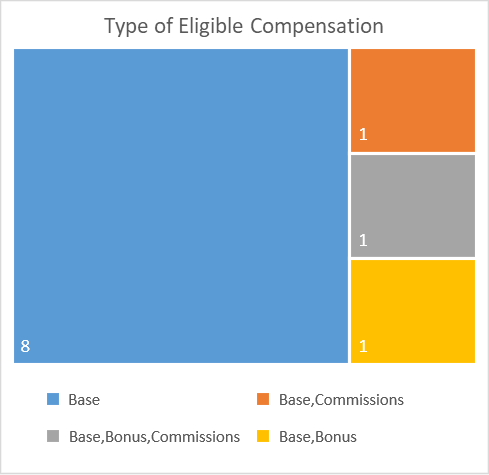 Type of Eligible Compensation
1
1
8
1
Base
Base,Commissions
Base,Bonus,Commissions
Base,Bonus